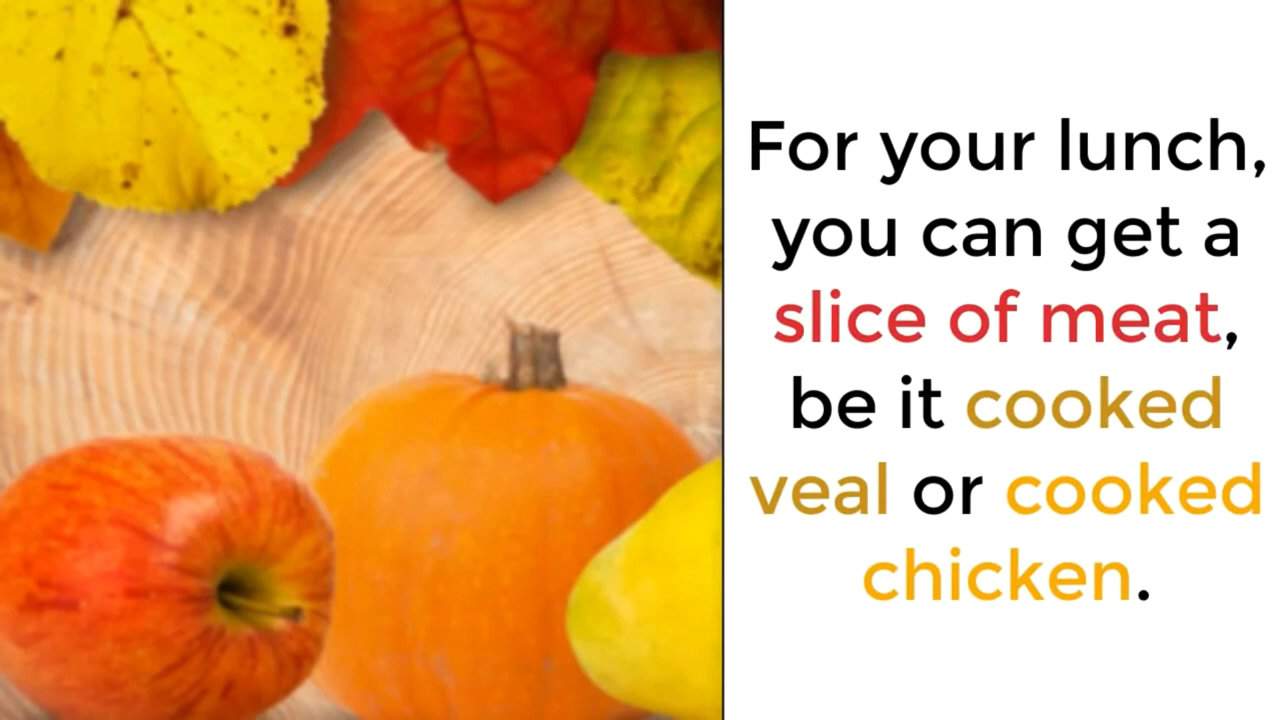 For your lunch,
you can get a
slice of meat,
be it cooked
veal or cooked
chicken.